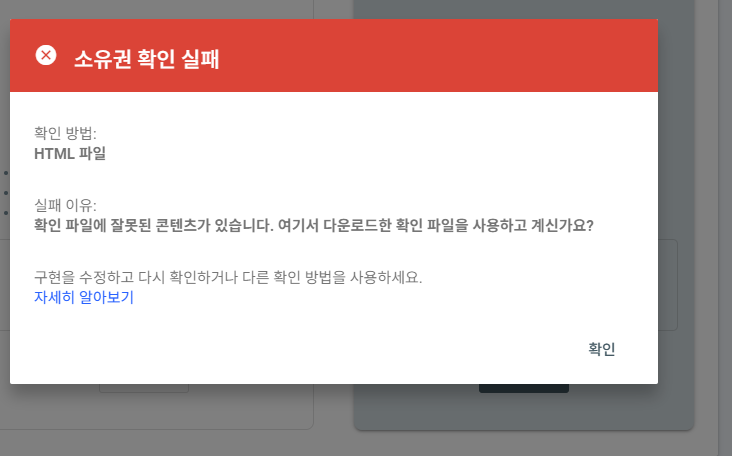 소유권 확인 실패
확인 방법:
HTML 파일
실패 이유:
확인 파일에 잘못된 콘텐츠가 있습니다. 여기서 다운로드한 확인 파일을 사용하고 계신가요?
구현을 수정하고 다시 확인하거나 다른 확인 방법을 사용하세요.
자세히 알아보기
확인